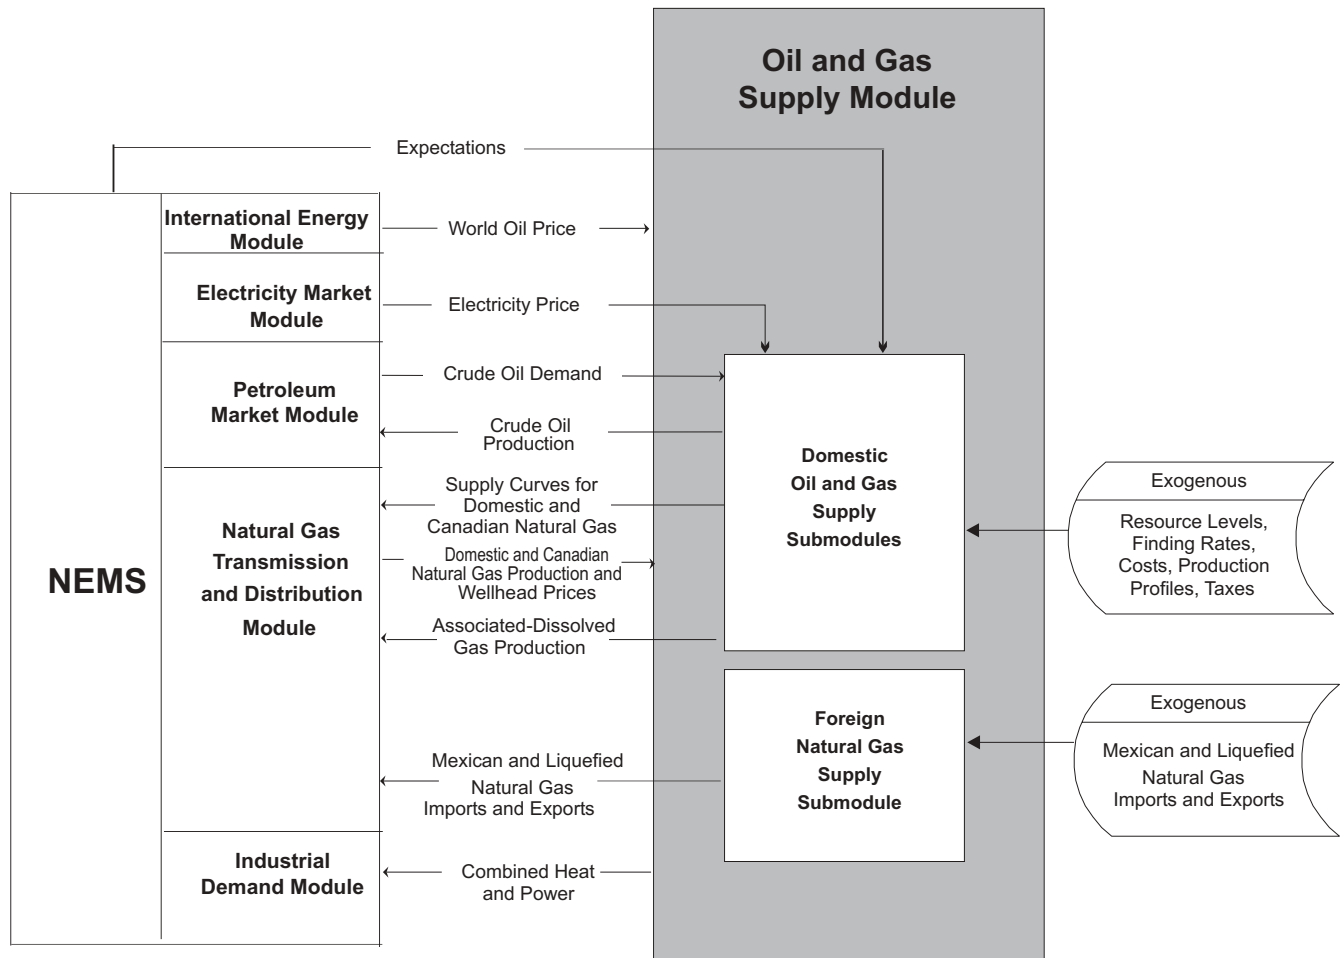 Oil and Gas
Supply Module
Expectations
NEMS
International Energy
Module
World Oil Price
Electricity Market
Module
Electricity Price
Petroleum
Market Module
Crude Oil Demand
Crude Oil
Production
Natural Gas
Transmission
and Distribution
Module
Supply Curves for
Domestic and
Canadian Natural Gas
Domestic and Canadian
Natural Gas Production and
Wellhead Prices
Associated-Dissolved
Gas Production
Mexican and Liquefied
Natural Gas
Imports and Exports
Industrial
Demand Module
Combined Heat
and Power
Domestic
Oil and Gas
Supply
Submodules
Foreign
Natural Gas
Supply
Submodule
Exogenous
Resource Levels,
Finding Rates,
Costs, Production
Profiles, Taxes
Exogenous
Mexican and Liquefied
Natural Gas
Imports and Exports